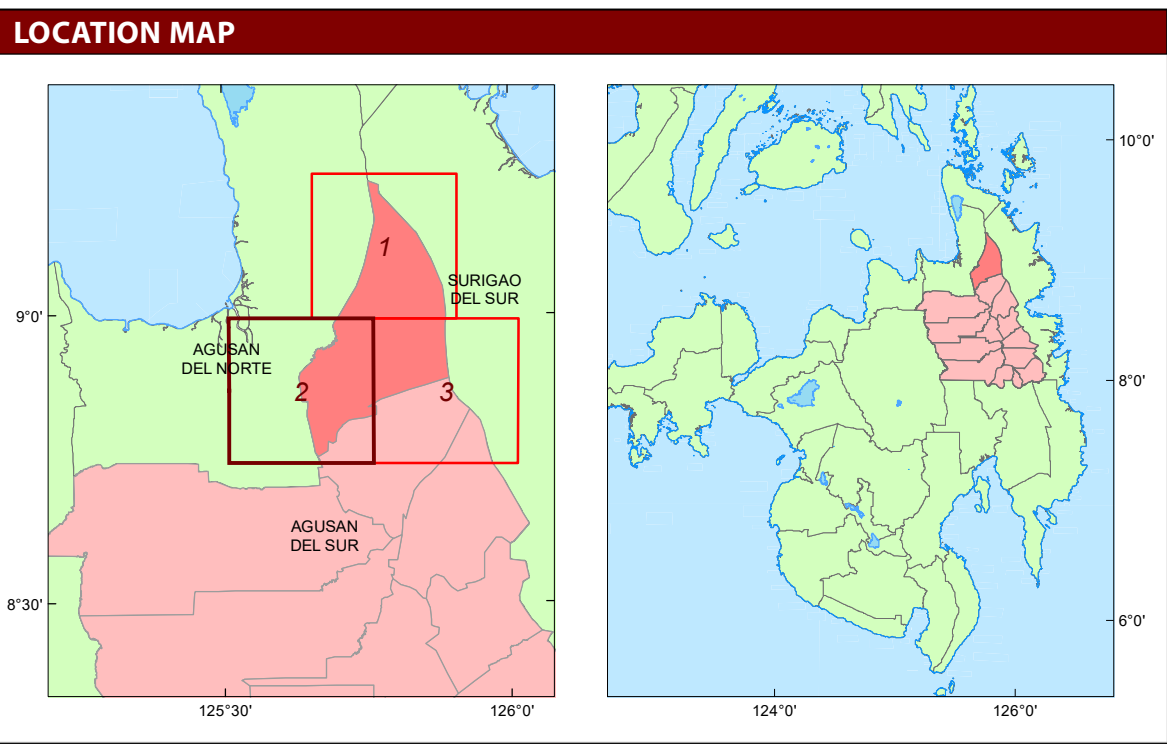 LOCATION MAP
1
SURIGAO
DEL SUR
9°0'
AGUSAN
DEL NORTE
2
3
AGUSAN
DEL SUR
8°30'
125°30'
126°0'
10°0'
8°0'
6°0'
124°0'
126°0'